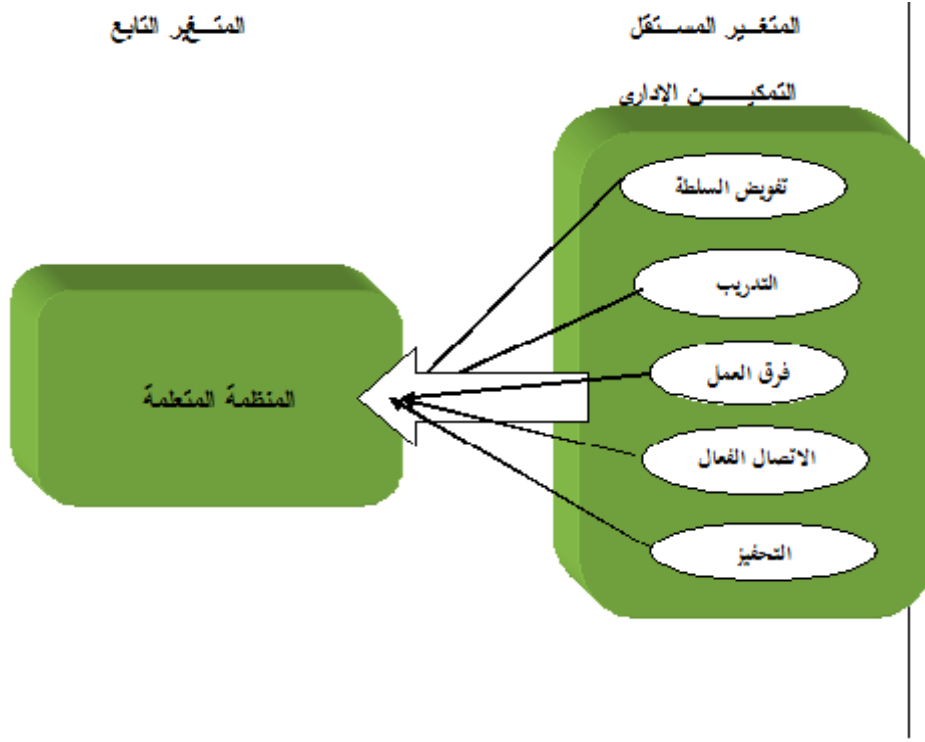 المتغير المستقل
المتغير التابع
التمكين الإداري
تفويض السلطة
التدريب
فرق العمل
الاتصال الفعال
التحفيز
المنظمة المتعلمة